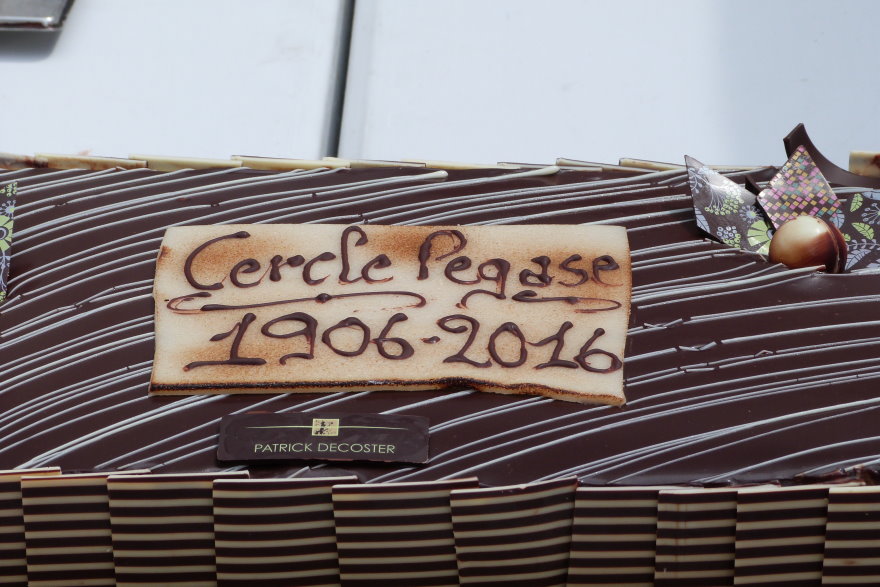 Cercle Pegase
1906-2016
PATRICK DECOSTER